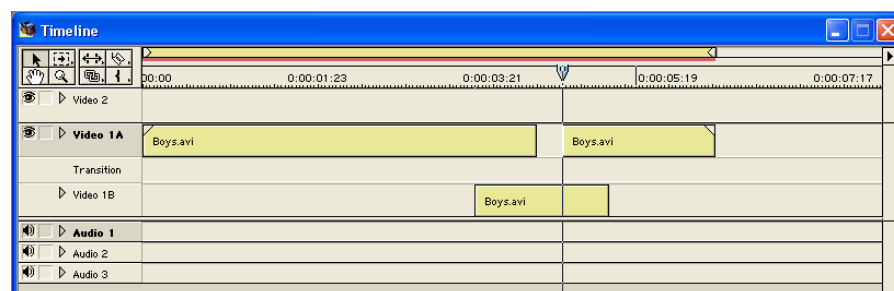 Timeline
00:00 0:00:01:23 0:00:03:21 0:00:05:19 0:00:07:17
Video 2
Video 1A Boys.avi Boys.avi
Transition
Video 1B Boys.avi
Audio 1
Audio 2
Audio 3